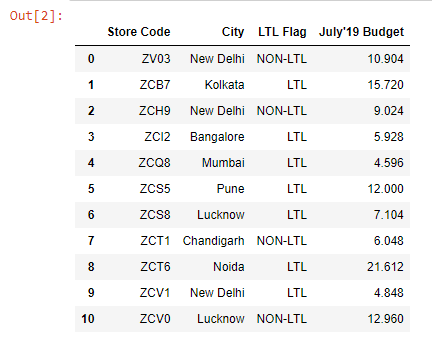 Out[2]:
Store Code City LTL Flag July'19 Budget
0 ZV03 New Delhi NON-LTL 10.904
1 ZCB7 Kolkata LTL 15.720
2 ZCH9 New Delhi NON-LTL 9.024
3 ZCI2 Bangalore LTL 5.928
4 ZCQ8 Mumbai LTL 4.596
5 ZCS5 Pune LTL 12.000
6 ZCS8 Lucknow LTL 7.104
7 ZCT1 Chandigarh NON-LTL 6.048
8 ZCT6 Noida LTL 21.612
9 ZCV1 New Delhi LTL 4.848
10 ZCV0 Lucknow NON-LTL 12.960